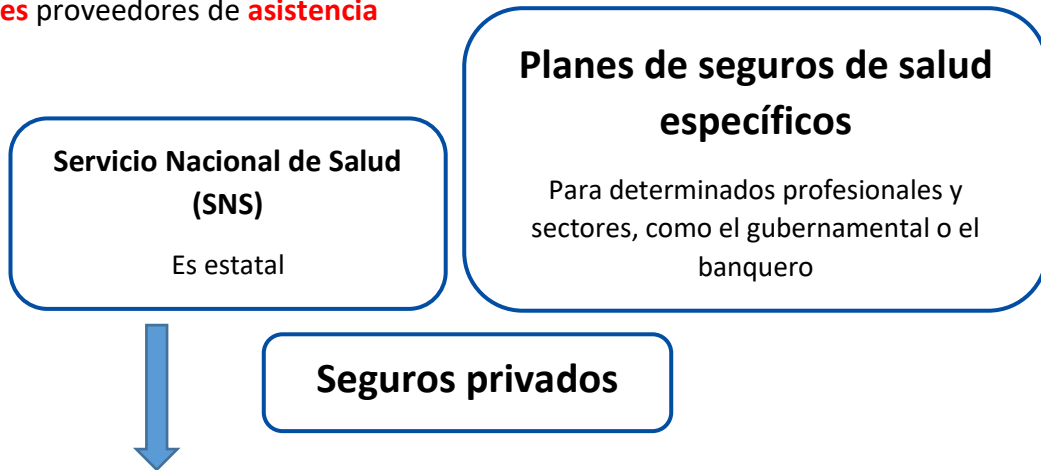 es proveedores de asistencia
Planes de seguros de salud
específicos
Para determinados profesionales y
sectores, como el gubernamental o el
banquero
Servicio Nacional de Salud
(SNS)
Es estatal
Seguros privados